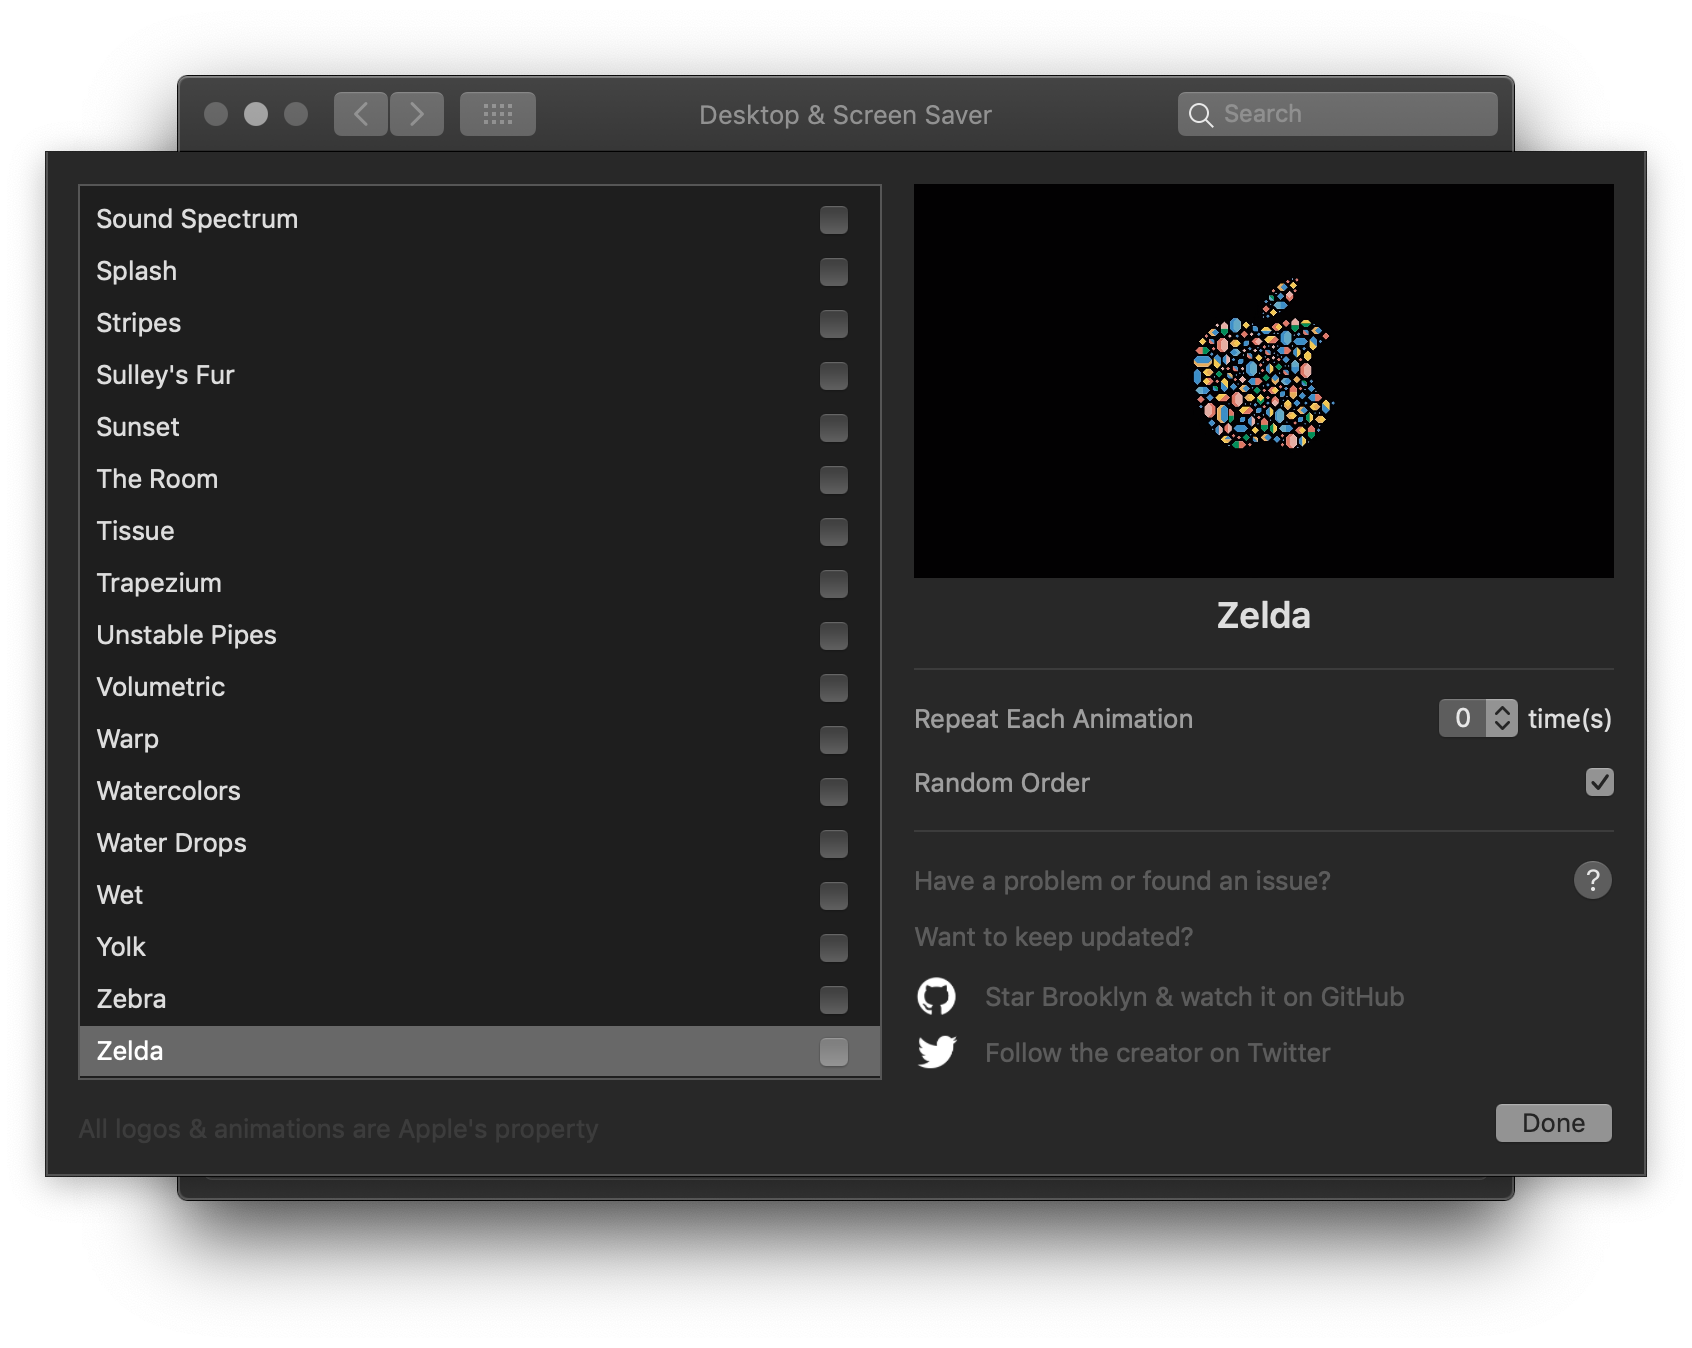 Desktop & Screen Saver
Search
Sound Spectrum
Splash
Stripes
Sulley's Fur
Sunset
The Room
Tissue
Trapezium
Unstable Pipes
Volumetric
Warp
Watercolors
Water Drops
Wet
Yolk
Zebra
Zelda
All logos & animations are Apple's property
Zelda
Repeat Each Animation 0 time(s)
Random Order
Have a problem or found an issue? ?
Want to keep updated?
Star Brooklyn & watch it on GitHub
Follow the creator on Twitter
Done